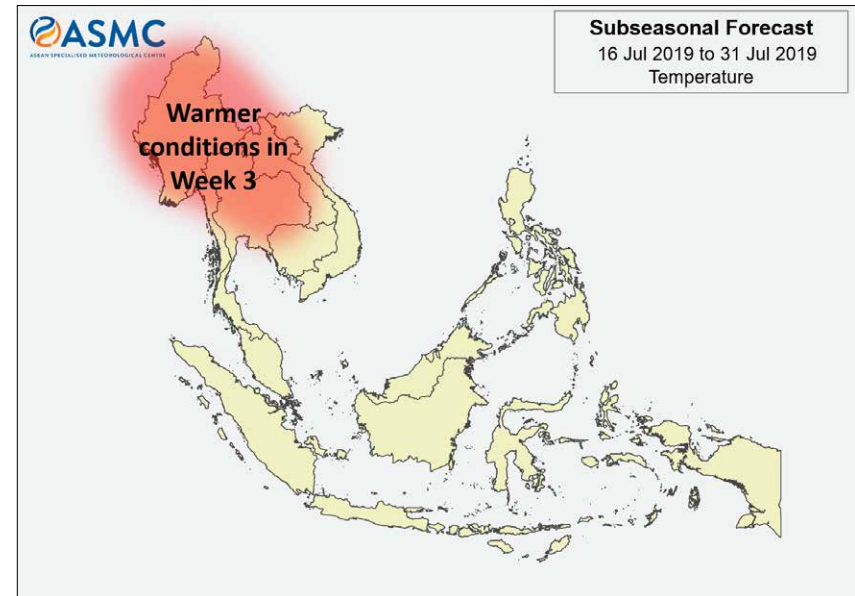 ASMC
ASEAN SPECIALISED METEOROLOGICAL CENTRE
Subseasonal Forecast
16 Jul 2019 to 31 Jul 2019
Temperature
Warmer
conditions in
Week 3